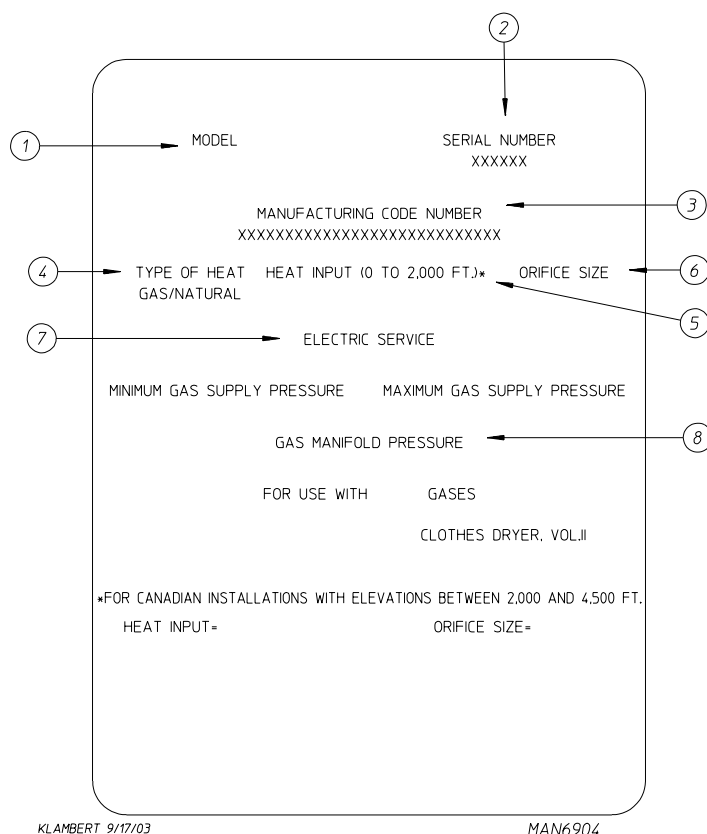 2
1 MODEL SERIAL NUMBER
XXXXXX
3
MANUFACTURING CODE NUMBER
XXXXXXXXXXXXXXXXXXXXXXXXXXXX
4 TYPE OF HEAT HEAT INPUT (0 TO 2,000 FT.)* ORIFICE SIZE 6
GAS/NATURAL
5
7 ELECTRIC SERVICE
MINIMUM GAS SUPPLY PRESSURE MAXIMUM GAS SUPPLY PRESSURE
GAS MANIFOLD PRESSURE 8
FOR USE WITH GASES
CLOTHES DRYER, VOL.II
*FOR CANADIAN INSTALLATIONS WITH ELEVATIONS BETWEEN 2,000 AND 4,500 FT.
HEAT INPUT= ORIFICE SIZE=
KLAMBERT 9/17/03 MAN6904